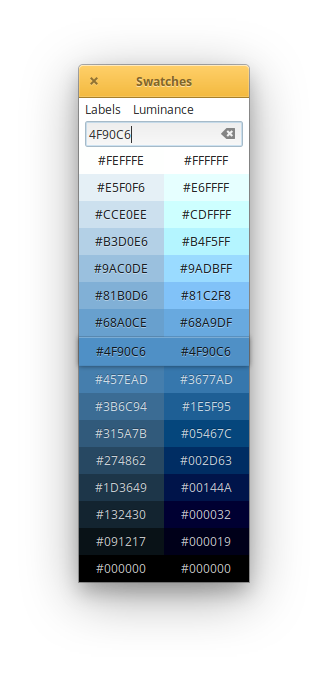 Swatches
Labels Luminance
4F90C6
#FEFFFE #FFFFFF
#E5F0F6 #E6FFFF
#CCE0EE #CDFFFF
#B3D0E6 #B4F5FF
#9AC0DE #9ADBFF
#81B0D6 #81C2F8
#68A0CE #68A9DF
#4F90C6 #4F90C6
#457EAD #3677AD
#3B6C94 #1E5F95
#315A7B #05467C
#274862 #002D63
#1D3649 #00144A
#132430 #000032
#091217 #000019
#000000 #000000